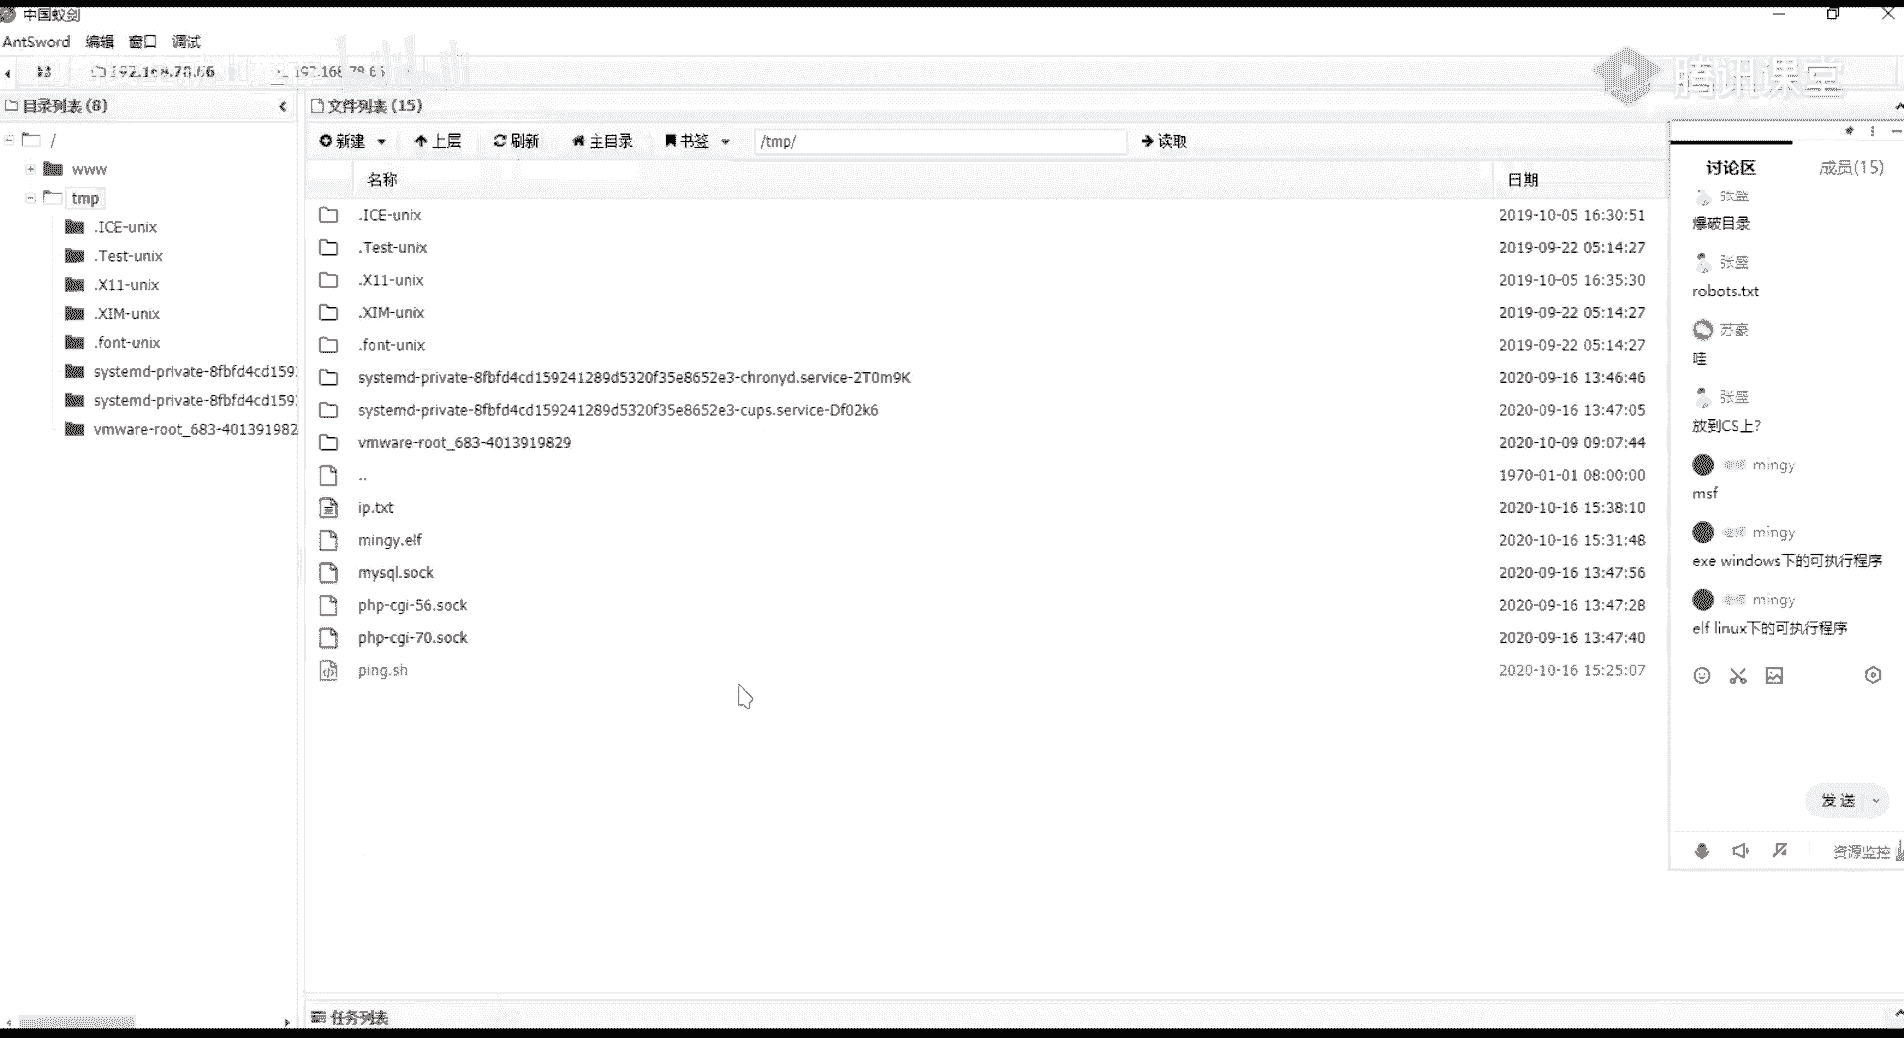 中国蚁剑
AntSword 编辑 窗口 调试
192.168.78.66 192.168.78.65
腾讯课堂
目录列表 (8)
/
www
tmp
.ICE-unix
.Test-unix
.X11-unix
.XIM-unix
.font-unix
systemd-private-8fbfd4cd159
systemd-private-8fbfd4cd159
vmware-root_683-401391982
文件列表 (15)
新建 上层 刷新 主目录 书签 /tmp/ 读取
名称 日期
.ICE-unix 2019-10-05 16:30:51
.Test-unix 2019-09-22 05:14:27
.X11-unix 2019-10-05 16:35:30
.XIM-unix 2019-09-22 05:14:27
.font-unix 2019-09-22 05:14:27
systemd-private-8fbfd4cd159241289d5320f35e8652e3-chronyd.service-2T0m9K 2020-09-16 13:46:46
systemd-private-8fbfd4cd159241289d5320f35e8652e3-cups.service-Df02k6 2020-09-16 13:47:05
vmware-root_683-4013919829 2020-10-09 09:07:44
.. 1970-01-01 08:00:00
ip.txt 2020-10-16 15:38:10
mingy.elf 2020-10-16 15:31:48
mysql.sock 2020-09-16 13:47:56
php-cgi-56.sock 2020-09-16 13:47:28
php-cgi-70.sock 2020-09-16 13:47:40
ping.sh 2020-10-16 15:25:07
任务列表
讨论区 成员(15)
爆破目录
robots.txt
苏豪
哇
放到CS上?
mingy
msf
mingy
exe windows下的可执行程序
mingy
elf linux下的可执行程序
发送
资源监控